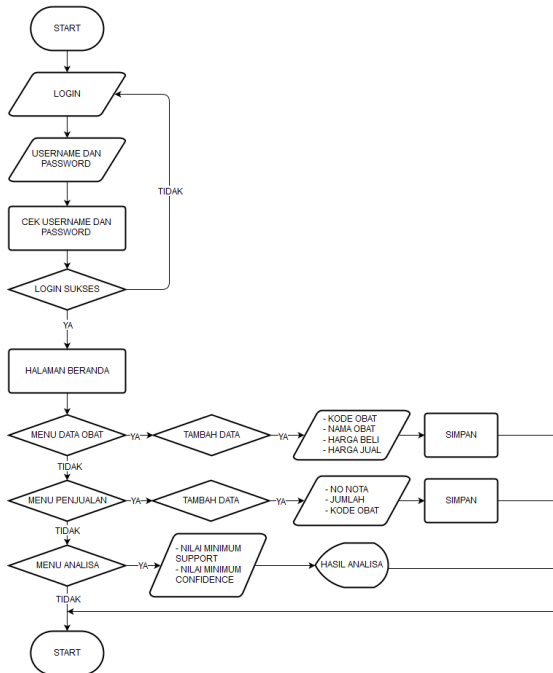 START
LOGIN
USERNAME DAN
PASSWORD
TIDAK
CEK USERNAME DAN
PASSWORD
LOGIN SUKSES
YA
HALAMAN BERANDA
MENU DATA OBAT
YA
TAMBAH DATA
YA
- KODE OBAT
- NAMA OBAT
- HARGA BELI
- HARGA JUAL
SIMPAN
TIDAK
MENU PENJUALAN
YA
TAMBAH DATA
YA
- NO NOTA
- JUMLAH
- KODE OBAT
SIMPAN
TIDAK
MENU ANALISA
YA
- NILAI MINIMUM
SUPPORT
- NILAI MINIMUM
CONFIDENCE
HASIL ANALISA
TIDAK
START